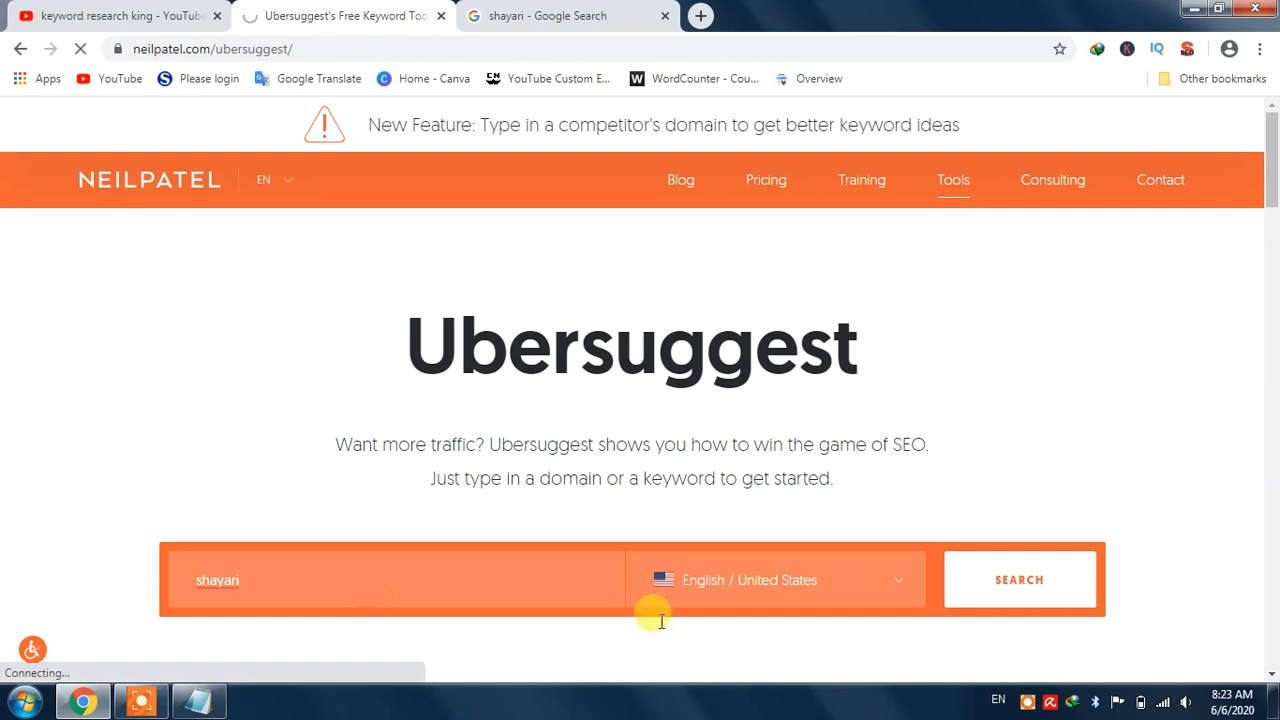 keyword research king - YouTube
Ubersuggest's Free Keyword Too
shayari - Google Search
neilpatel.com/ubersuggest/
Apps
YouTube
Please login
Google Translate
Home - Canva
YouTube Custom E...
WordCounter - Cou...
Overview
Other bookmarks
New Feature: Type in a competitor's domain to get better keyword ideas
NEILPATEL
EN
Blog
Pricing
Training
Tools
Consulting
Contact
Ubersuggest
Want more traffic? Ubersuggest shows you how to win the game of SEO.
Just type in a domain or a keyword to get started.
shayari
English / United States
SEARCH
Connecting...
EN
8:23 AM
6/6/2020